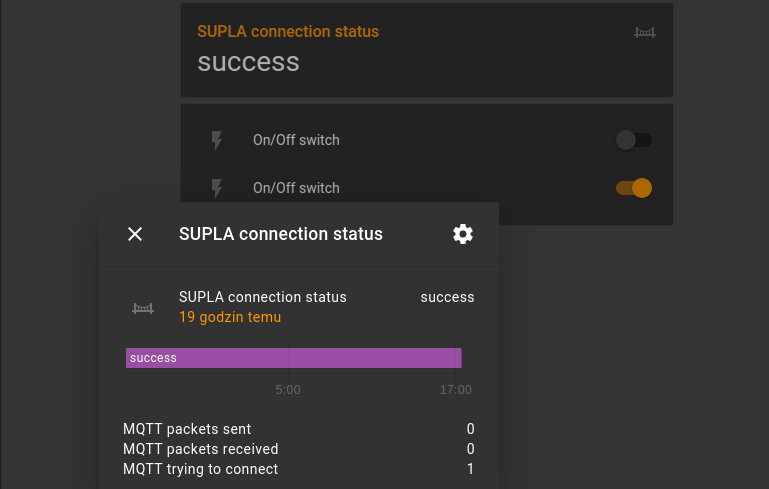 SUPLA connection status
success
On/Off switch
On/Off switch
SUPLA connection status
SUPLA connection status success
19 godzin temu
success
5:00 17:00
MQTT packets sent 0
MQTT packets received 0
MQTT trying to connect 1